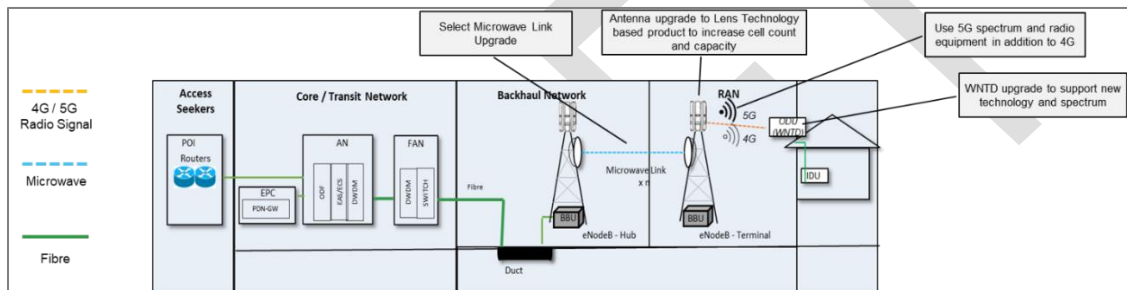 Select Microwave Link
Upgrade
Antenna upgrade to Lens Technology
based product to increase cell count
and capacity
Use 5G spectrum and radio
equipment in addition to 4G
WNTD upgrade to support new
technology and spectrum
4G / 5G
Radio Signal
Microwave
Fibre
Access
Seekers
Core / Transit Network
Backhaul Network
RAN
POI
Routers
EPC
PDN-GW
AN
ODF
EAS/ECS
DWDM
FAN
DWDM
SWITCH
Fibre
Duct
BBU
eNodeB - Hub
Microwave Link
x n
BBU
eNodeB - Terminal
5G
4G
ODU
(WNTD)
IDU